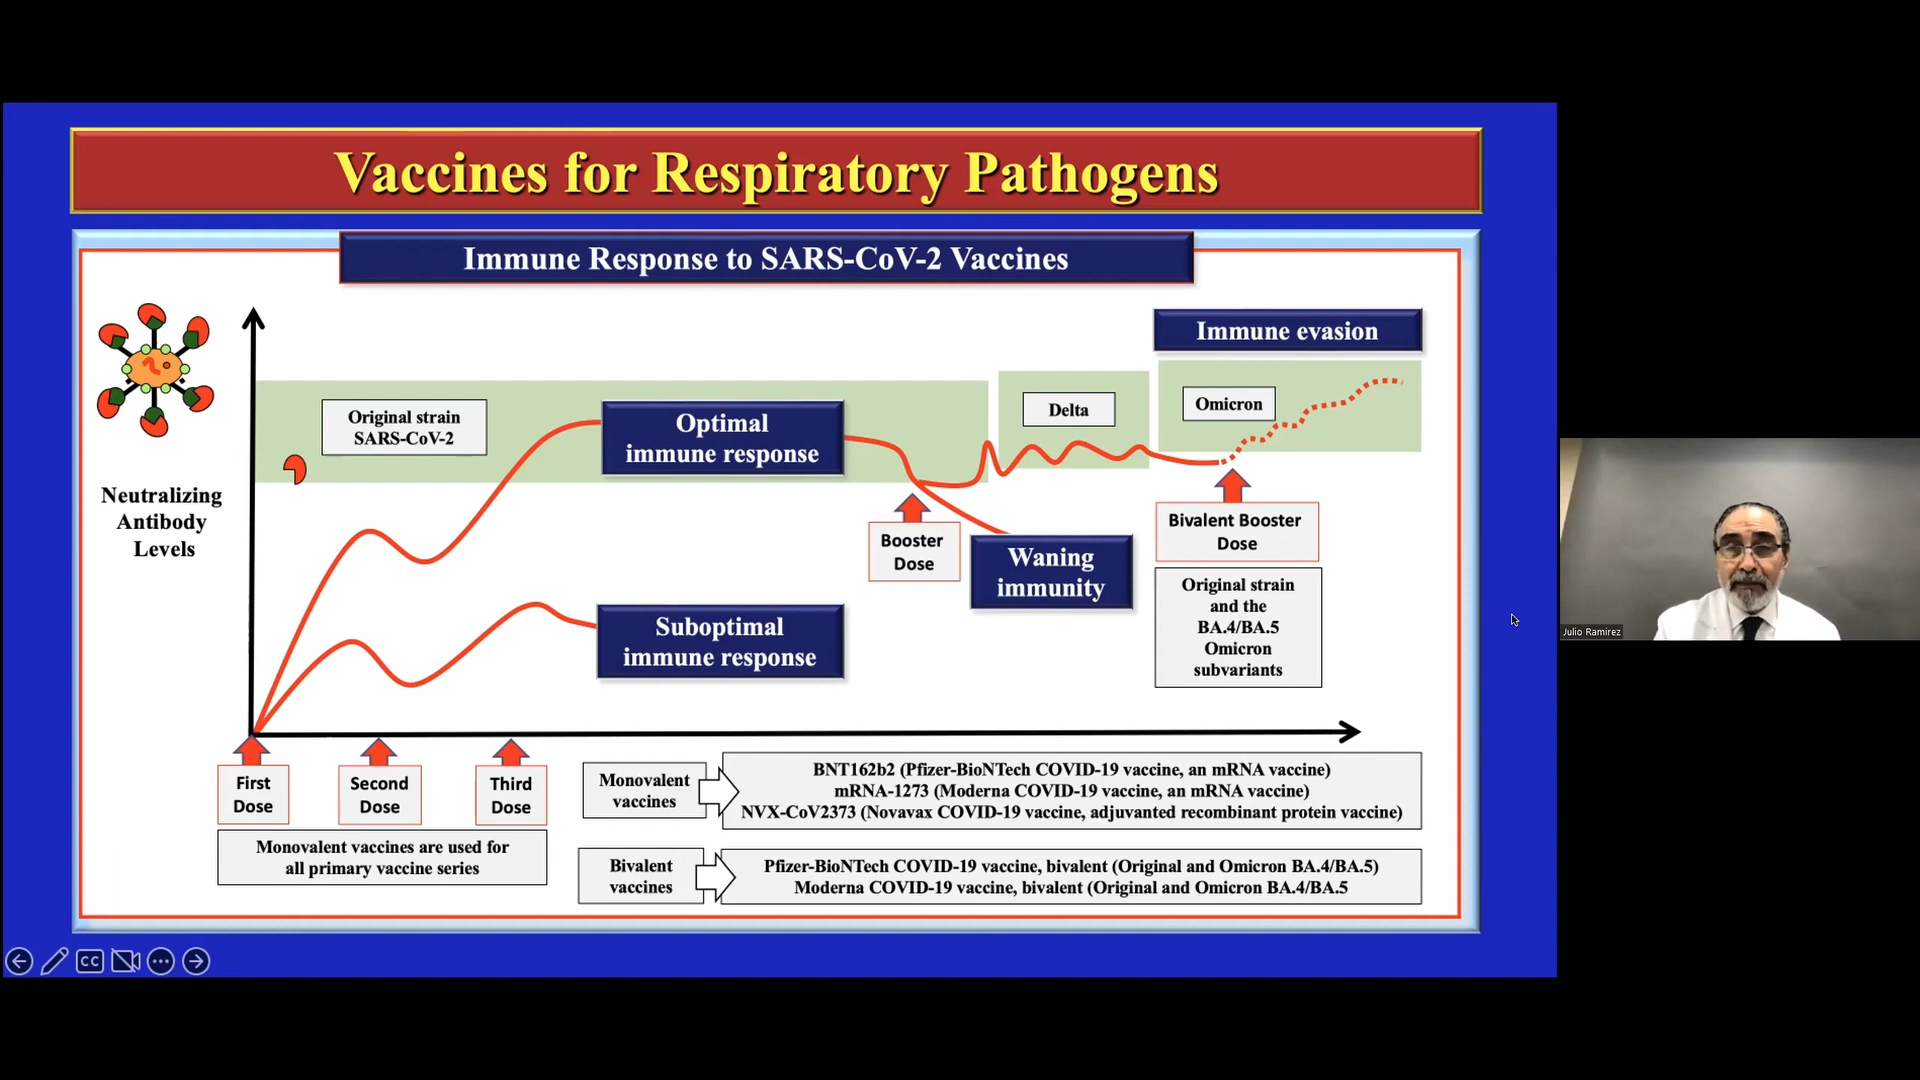 Vaccines for Respiratory Pathogens
Immune Response to SARS-CoV-2 Vaccines
Immune evasion
Original strain
SARS-CoV-2
Optimal
immune response
Delta
Omicron
Neutralizing
Antibody
Levels
Booster
Dose
Waning
immunity
Bivalent Booster
Dose
Original strain
and the
BA.4/BA.5
Omicron
subvariants
Suboptimal
immune response
First
Dose
Second
Dose
Third
Dose
Monovalent vaccines are used for
all primary vaccine series
Monovalent
vaccines
BNT162b2 (Pfizer-BioNTech COVID-19 vaccine, an mRNA vaccine)
mRNA-1273 (Moderna COVID-19 vaccine, an mRNA vaccine)
NVX-CoV2373 (Novavax COVID-19 vaccine, adjuvanted recombinant protein vaccine)
Bivalent
vaccines
Pfizer-BioNTech COVID-19 vaccine, bivalent (Original and Omicron BA.4/BA.5)
Moderna COVID-19 vaccine, bivalent (Original and Omicron BA.4/BA.5
CC
Julio Ramirez